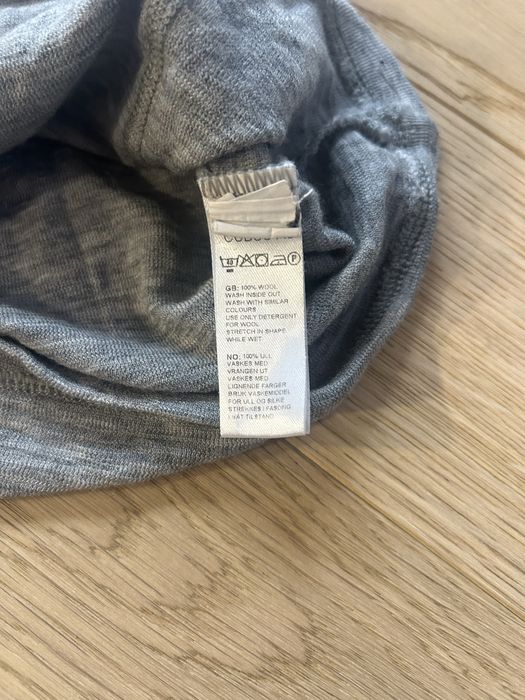 40 P
GB: 100% WOOL
WASH INSIDE OUT
WASH WITH SIMILAR
COLOURS
USE ONLY DETERGENT
FOR WOOL
STRETCH IN SHAPE
WHILE WET
NO: 100% ULL
VASKES MED
VRANGEN UT
VASKES MED
LIGNENDE FARGER
BRUK VASKEMIDDEL
FOR ULL OG SILKE
STREKKES I FASONG
I VÅT TILSTAND